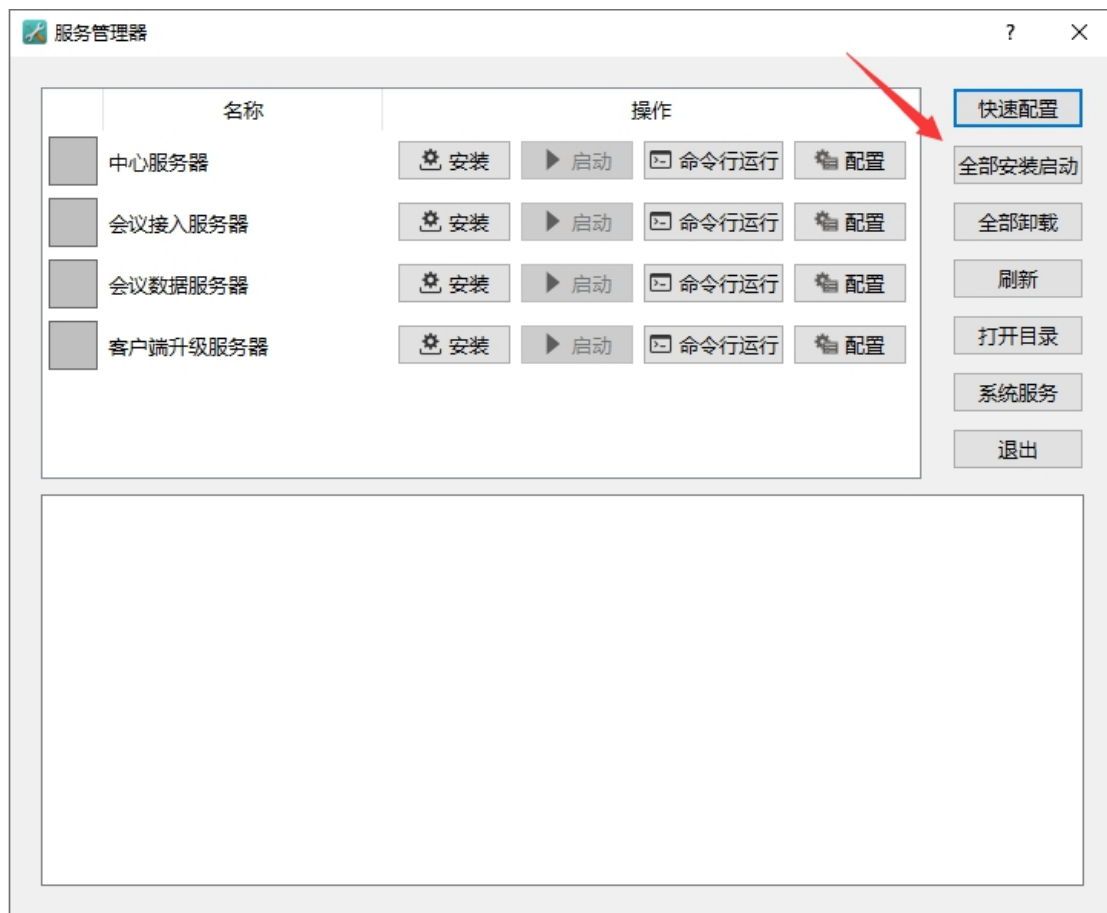 服务管理器 ?
名称 操作 快速配置
中心服务器 安装 启动 命令行运行 配置 全部安装启动
会议接入服务器 安装 启动 命令行运行 配置 全部卸载
会议数据服务器 安装 启动 命令行运行 配置 刷新
客户端升级服务器 安装 启动 命令行运行 配置 打开目录
系统服务
退出